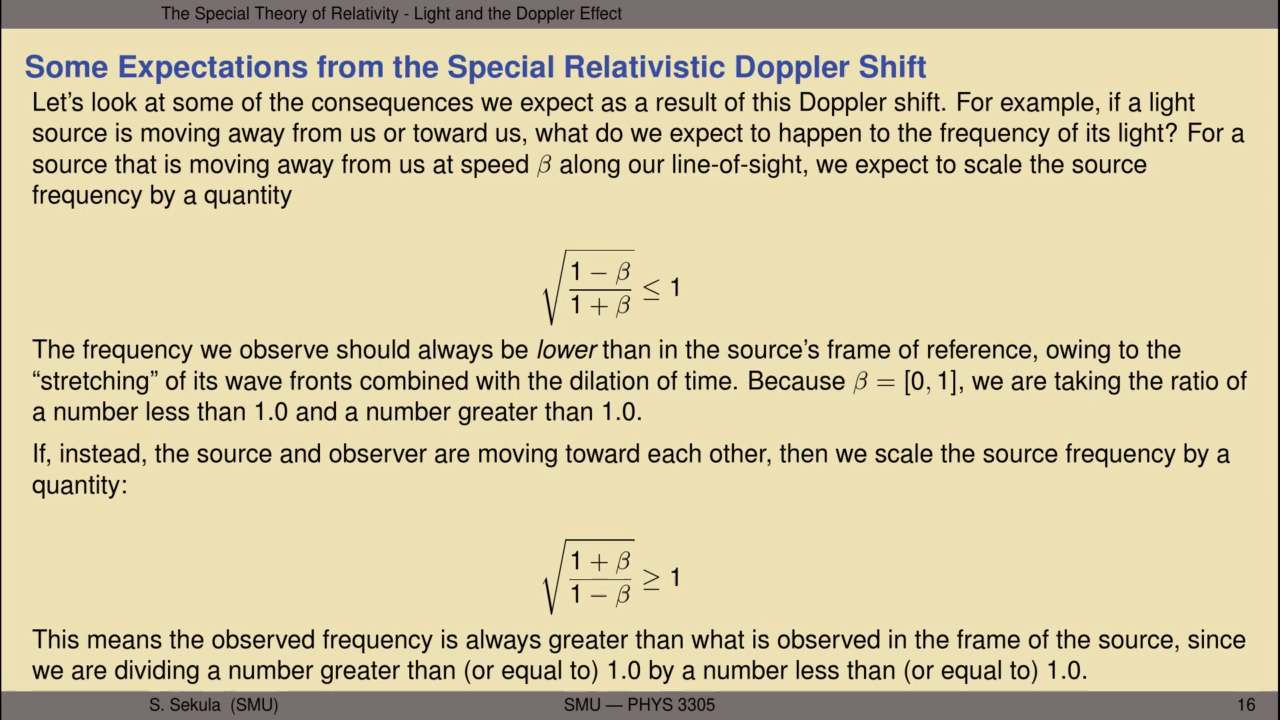 The Special Theory of Relativity - Light and the Doppler Effect
Some Expectations from the Special Relativistic Doppler Shift
Let's look at some of the consequences we expect as a result of this Doppler shift. For example, if a light
source is moving away from us or toward us, what do we expect to happen to the frequency of its light? For a
source that is moving away from us at speed β along our line-of-sight, we expect to scale the source
frequency by a quantity
√((1 − β)/(1 + β)) ≤ 1
The frequency we observe should always be lower than in the source's frame of reference, owing to the
“stretching” of its wave fronts combined with the dilation of time. Because β = [0, 1], we are taking the ratio of
a number less than 1.0 and a number greater than 1.0.
If, instead, the source and observer are moving toward each other, then we scale the source frequency by a
quantity:
√((1 + β)/(1 − β)) ≥ 1
This means the observed frequency is always greater than what is observed in the frame of the source, since
we are dividing a number greater than (or equal to) 1.0 by a number less than (or equal to) 1.0.
S. Sekula (SMU) SMU — PHYS 3305 16